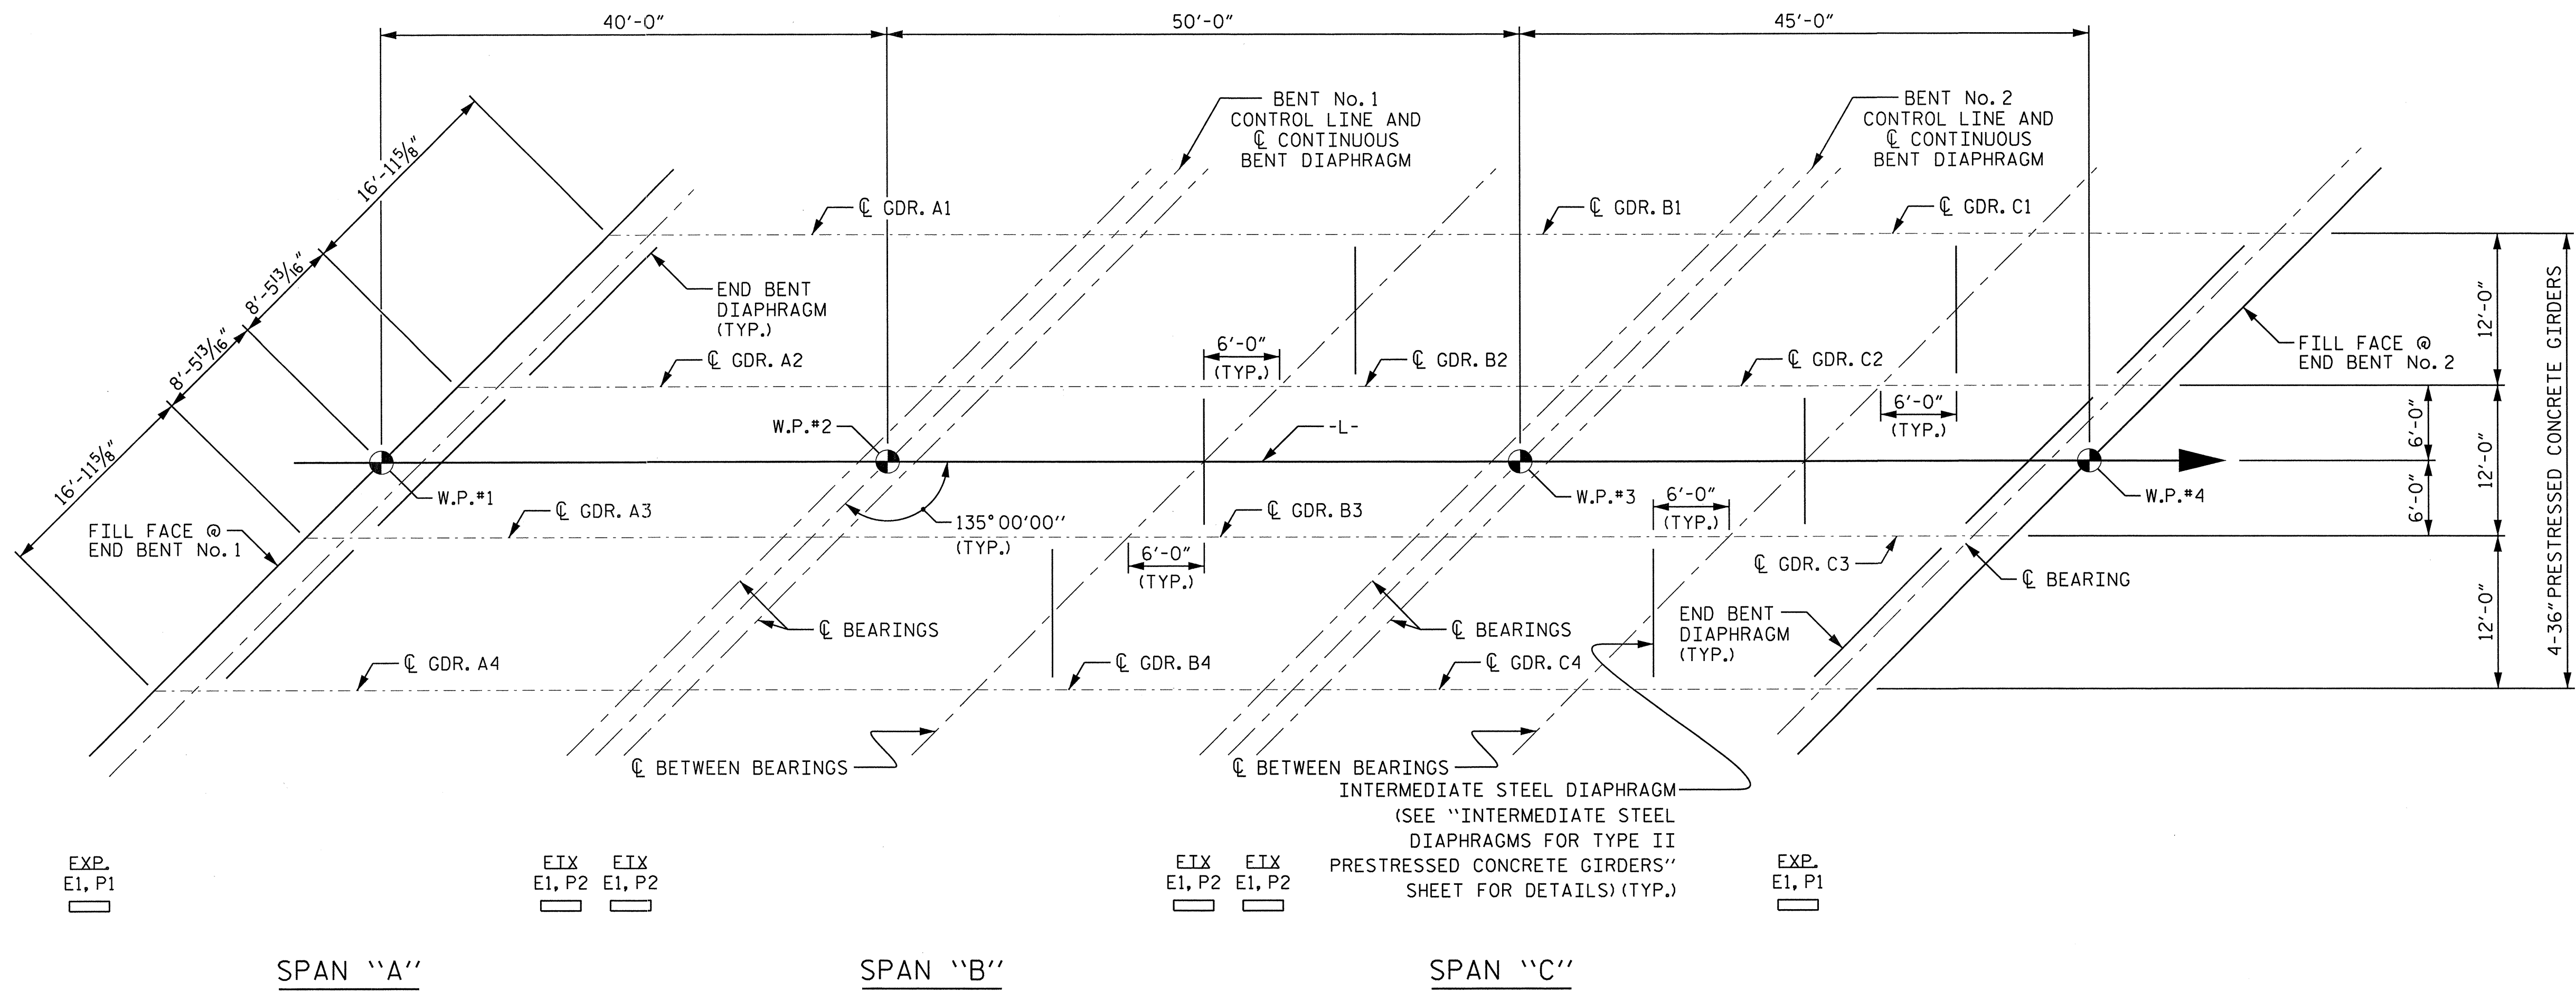 40'-0"
50'-0"
45'-0"
BENT No. 1
CONTROL LINE AND
℄ CONTINUOUS
BENT DIAPHRAGM
BENT No. 2
CONTROL LINE AND
℄ CONTINUOUS
BENT DIAPHRAGM
16'-11 5/8"
8'-5 13/16"
8'-5 13/16"
16'-11 5/8"
℄ GDR. A1
℄ GDR. B1
℄ GDR. C1
END BENT
DIAPHRAGM
(TYP.)
FILL FACE @
END BENT No. 2
12'-0"
4-36" PRESTRESSED CONCRETE GIRDERS
℄ GDR. A2
6'-0"
(TYP.)
℄ GDR. B2
℄ GDR. C2
6'-0"
(TYP.)
6'-0"
12'-0"
6'-0"
W.P.#2
-L-
W.P.#1
W.P.#3
W.P.#4
FILL FACE @
END BENT No. 1
℄ GDR. A3
135°00'00"
(TYP.)
℄ GDR. B3
6'-0"
(TYP.)
6'-0"
(TYP.)
℄ GDR. C3
℄ BEARING
12'-0"
℄ BEARINGS
℄ BEARINGS
END BENT
DIAPHRAGM
(TYP.)
℄ GDR. A4
℄ GDR. B4
℄ GDR. C4
℄ BETWEEN BEARINGS
℄ BETWEEN BEARINGS
INTERMEDIATE STEEL DIAPHRAGM
(SEE "INTERMEDIATE STEEL
DIAPHRAGMS FOR TYPE II
PRESTRESSED CONCRETE GIRDERS"
SHEET FOR DETAILS) (TYP.)
EXP.
E1, P1
FIX
E1, P2
FIX
E1, P2
FIX
E1, P2
FIX
E1, P2
EXP.
E1, P1
SPAN "A"
SPAN "B"
SPAN "C"